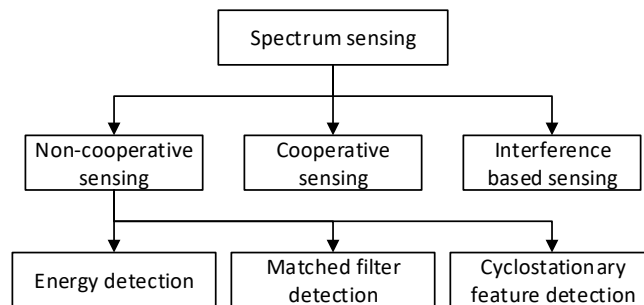 Spectrum sensing
Non-cooperative
sensing
Cooperative
sensing
Interference
based sensing
Energy detection
Matched filter
detection
Cyclostationary
feature detection